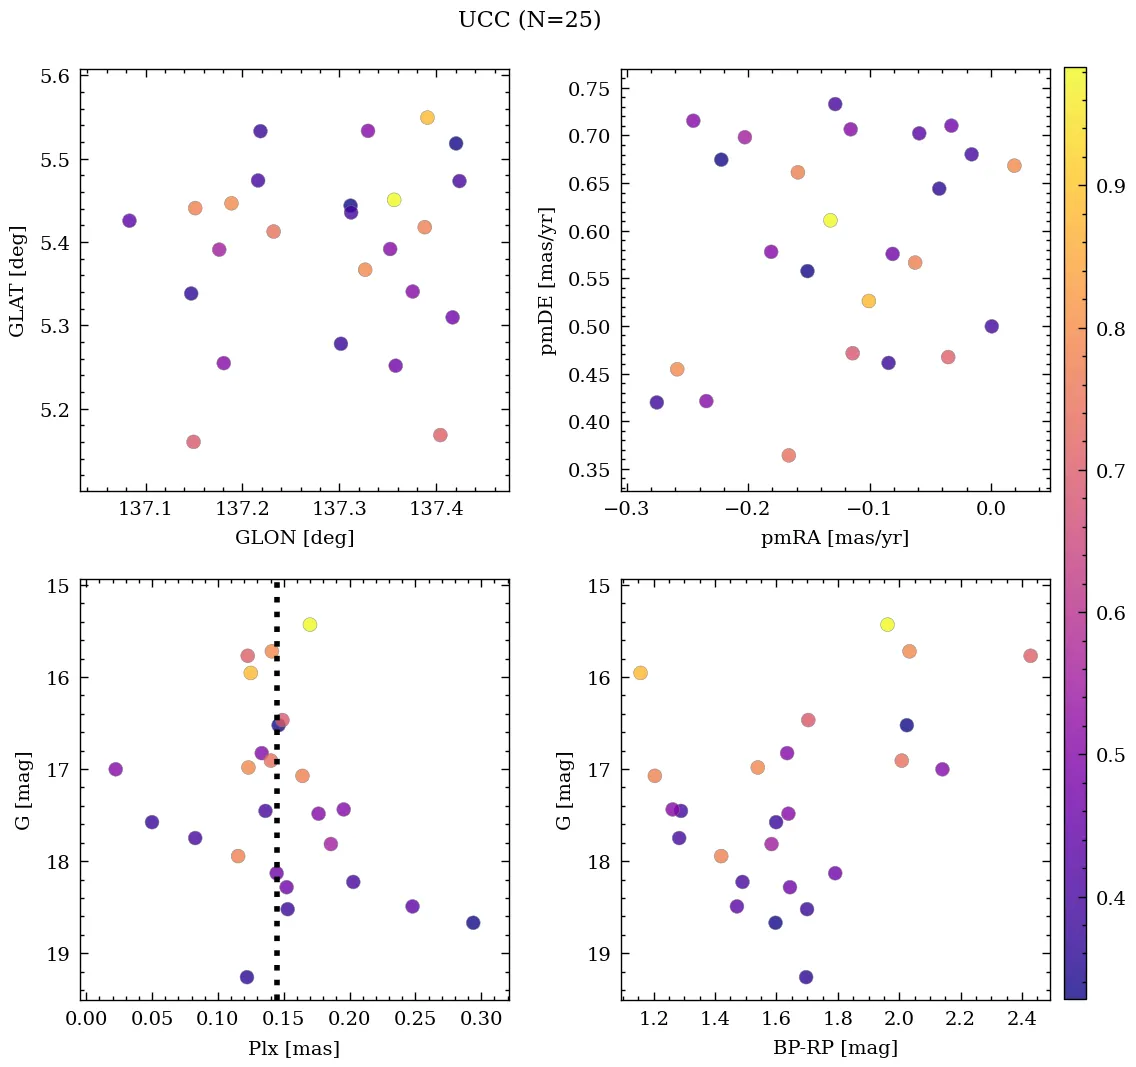 UCC (N=25)
5.6
5.5
5.4
5.3
5.2
GLAT [deg]
137.1 137.2 137.3 137.4
GLON [deg]
0.75
0.70
0.65
0.60
0.55
0.50
0.45
0.40
0.35
pmDE [mas/yr]
−0.3 −0.2 −0.1 0.0
pmRA [mas/yr]
15
16
17
18
19
G [mag]
0.00 0.05 0.10 0.15 0.20 0.25 0.30
Plx [mas]
15
16
17
18
19
G [mag]
1.2 1.4 1.6 1.8 2.0 2.2 2.4
BP-RP [mag]
0.9
0.8
0.7
0.6
0.5
0.4